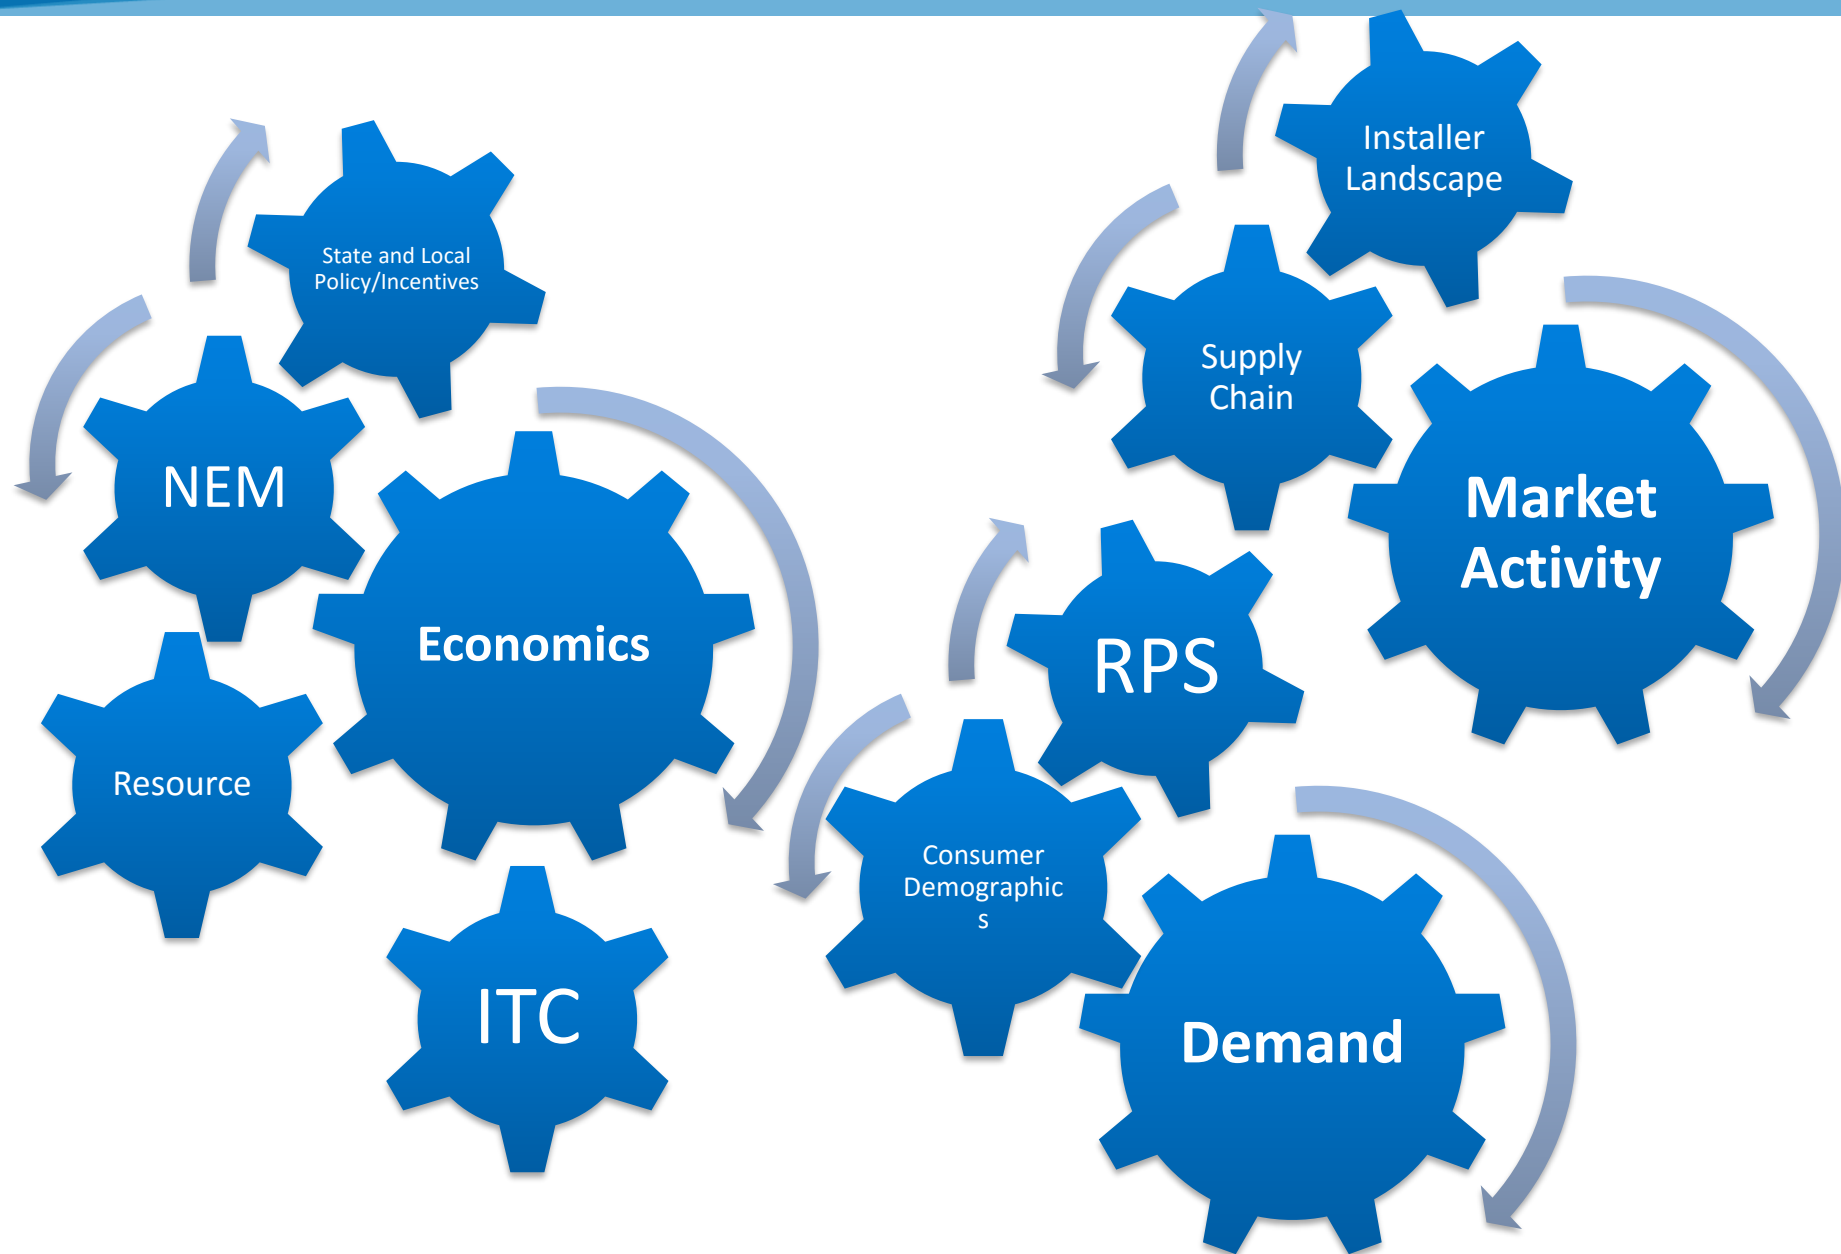 State and Local
Policy/Incentives
NEM
Economics
Resource
ITC
Installer
Landscape
Supply
Chain
Market
Activity
RPS
Consumer
Demographic
s
Demand